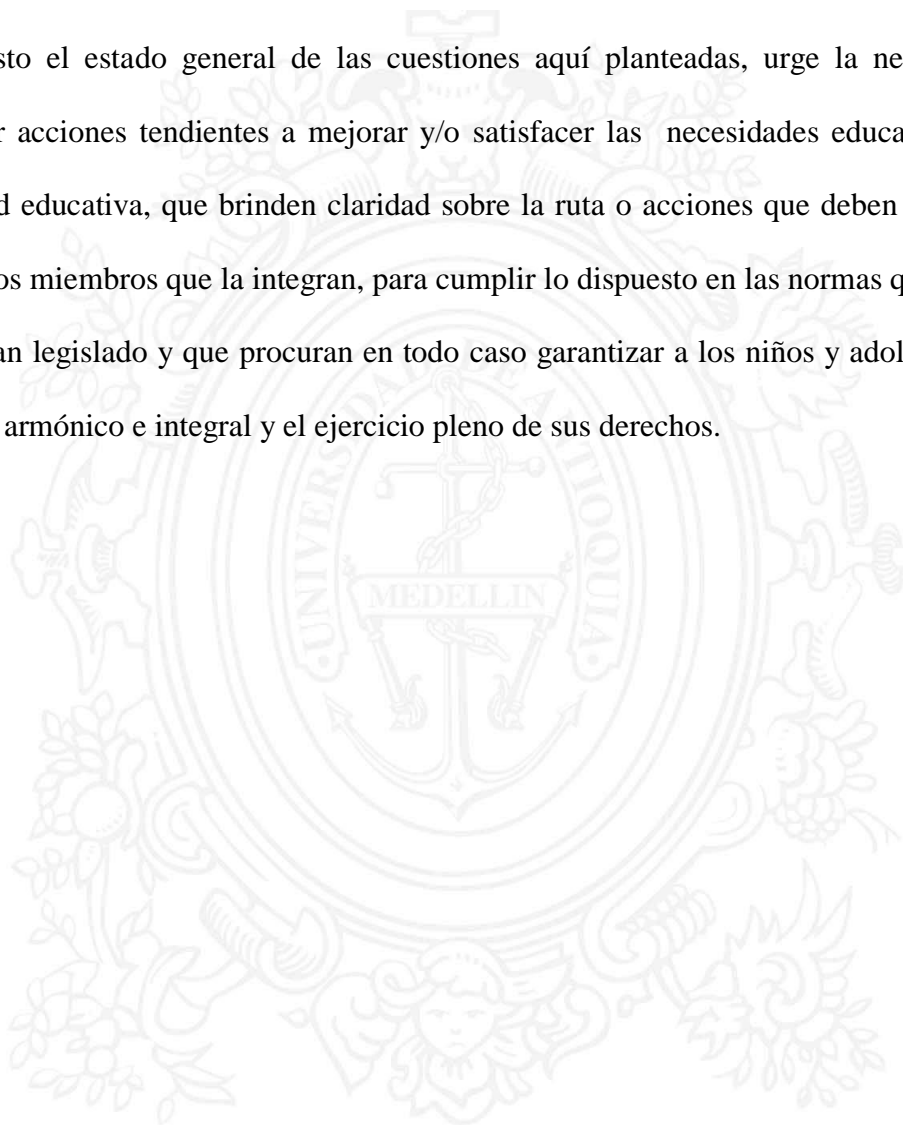 sto el estado general de las cuestiones aquí planteadas, urge la ne
r acciones tendientes a mejorar y/o satisfacer las necesidades educa
d educativa, que brinden claridad sobre la ruta o acciones que deben
os miembros que la integran, para cumplir lo dispuesto en las normas q
an legislado y que procuran en todo caso garantizar a los niños y adol
armónico e integral y el ejercicio pleno de sus derechos.
UNIVERSIDAD DE ANTIOQUIA
MEDELLIN